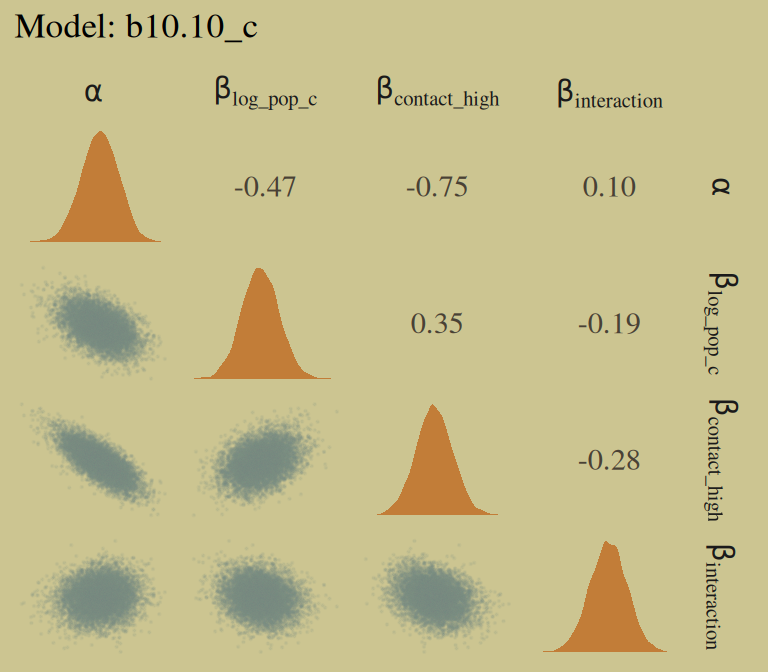 Model: b10.10_c
α βlog_pop_c βcontact_high βinteraction
-0.47 -0.75 0.10 α
0.35 -0.19 βlog_pop_c
-0.28 βcontact_high
βinteraction